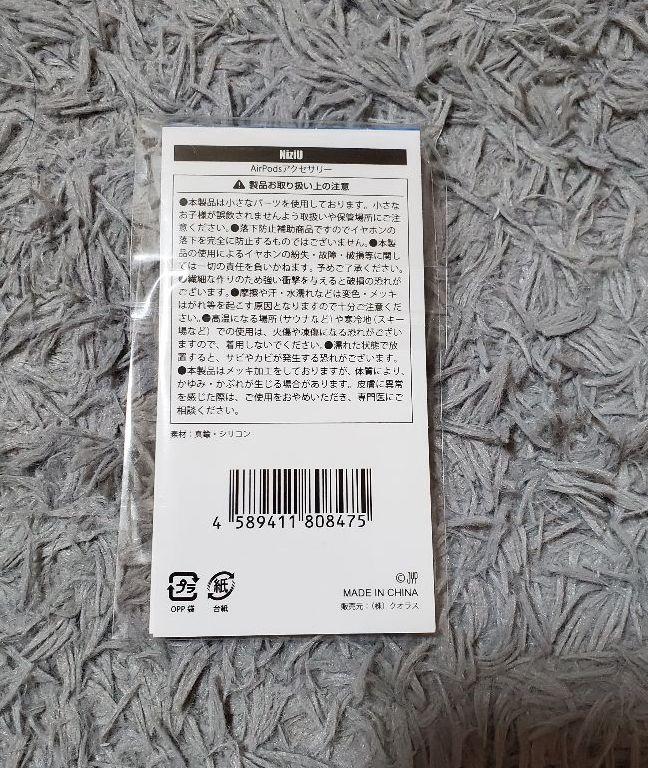 NiziU
AirPodsアクセサリー
⚠ 製品お取り扱い上の注意
●本製品は小さなパーツを使用しております。小さな
お子様が誤飲されませんよう取扱いや保管場所にご注
意ください。●落下防止補助商品ですのでイヤホンの
落下を完全に防止するものではございません。●本製
品の使用によるイヤホンの紛失・故障・破損等に関し
ては一切の責任を負いかねます。予めご了承ください。
●繊細な作りのため強い衝撃を与えると破損の恐れが
ございます。●摩擦や汗・水濡れなどは変色・メッキ
はがれ等を起こす原因となりますので十分ご注意くださ
い。●高温になる場所(サウナなど)や寒冷地(スキー
場など)での使用は、火傷や凍傷になる恐れがござい
ますので、着用しないでください。●濡れた状態で放
置すると、サビやカビが発生する恐れがございます。
●本製品はメッキ加工をしておりますが、体質により、
かゆみ・かぶれが生じる場合があります。皮膚に異常
を感じた際は、ご使用をおやめいただき、専門医にご
相談ください。
素材：真鍮・シリコン
4 589411 808475
プラ 紙
OPP 袋 台紙
©JYP
MADE IN CHINA
販売元：(株)クオラス